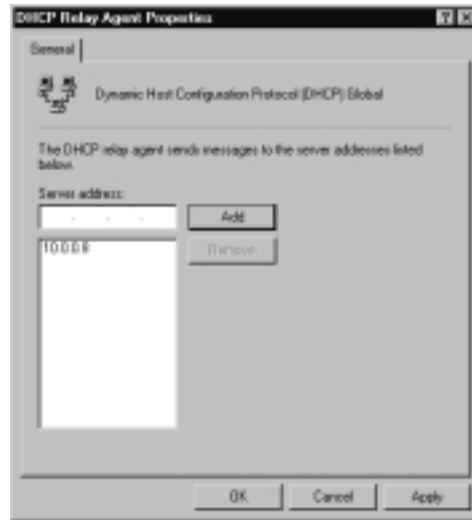 DHCP Relay Agent Properties
General
Dynamic Host Configuration Protocol (DHCP) Global
The DHCP relay agent sends messages to the server addresses listed
below.
Server address:
Add
10.0.0.8
Remove
OK
Cancel
Apply